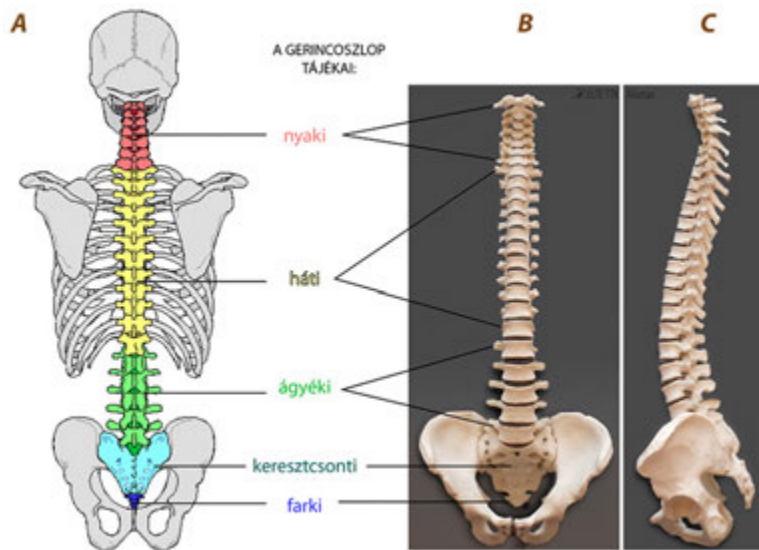 A
B
C
A GERINCOSZLOP
TÁJÉKAI:
nyaki
háti
ágyéki
keresztcsonti
farki